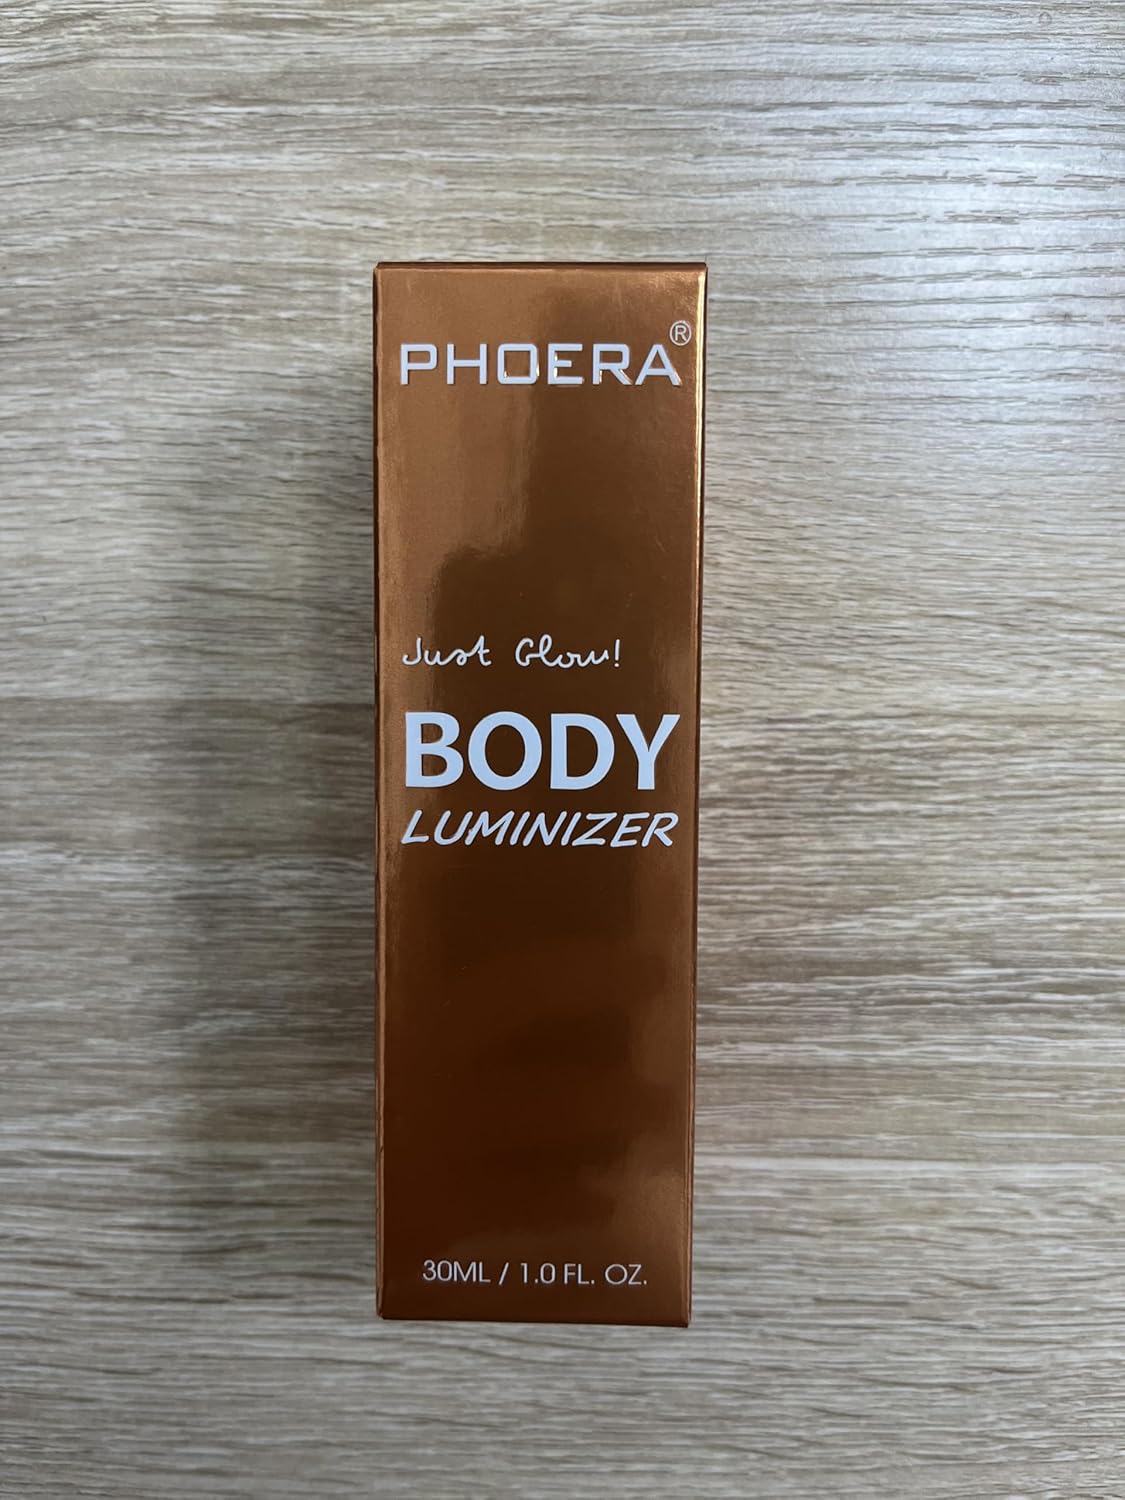 PHOERA®
Just Glow!
BODY
LUMINIZER
30ML / 1.0 FL. OZ.